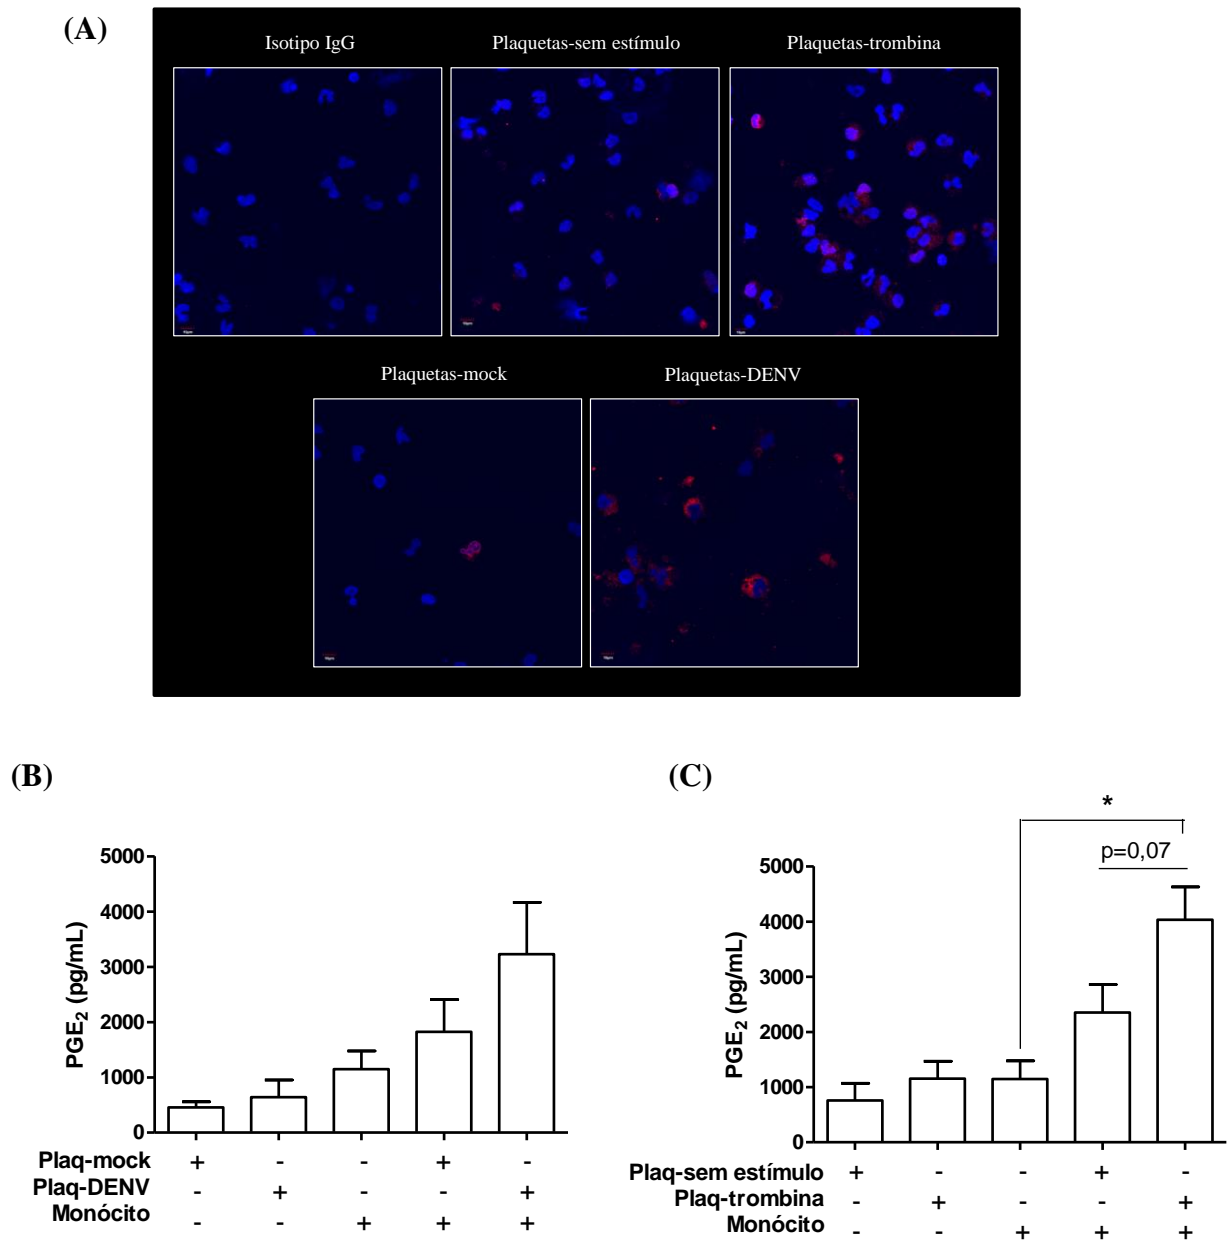 (A)
Isotipo IgG
Plaquetas-sem estímulo
Plaquetas-trombina
Plaquetas-mock
Plaquetas-DENV
(B)
PGE₂ (pg/mL)
5000
4000
3000
2000
1000
0
Plaq-mock + - - + -
Plaq-DENV - + - - +
Monócito - - + + +
(C)
*
p=0,07
PGE₂ (pg/mL)
5000
4000
3000
2000
1000
0
Plaq-sem estímulo + - - + -
Plaq-trombina - + - - +
Monócito - - + + +